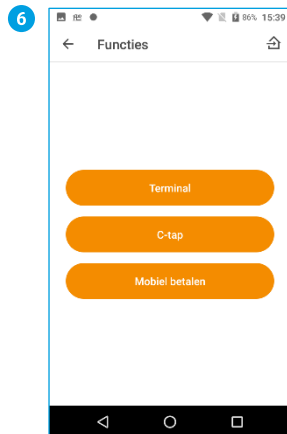 6
86% 15:39
Functies
Terminal
C-tap
Mobiel betalen